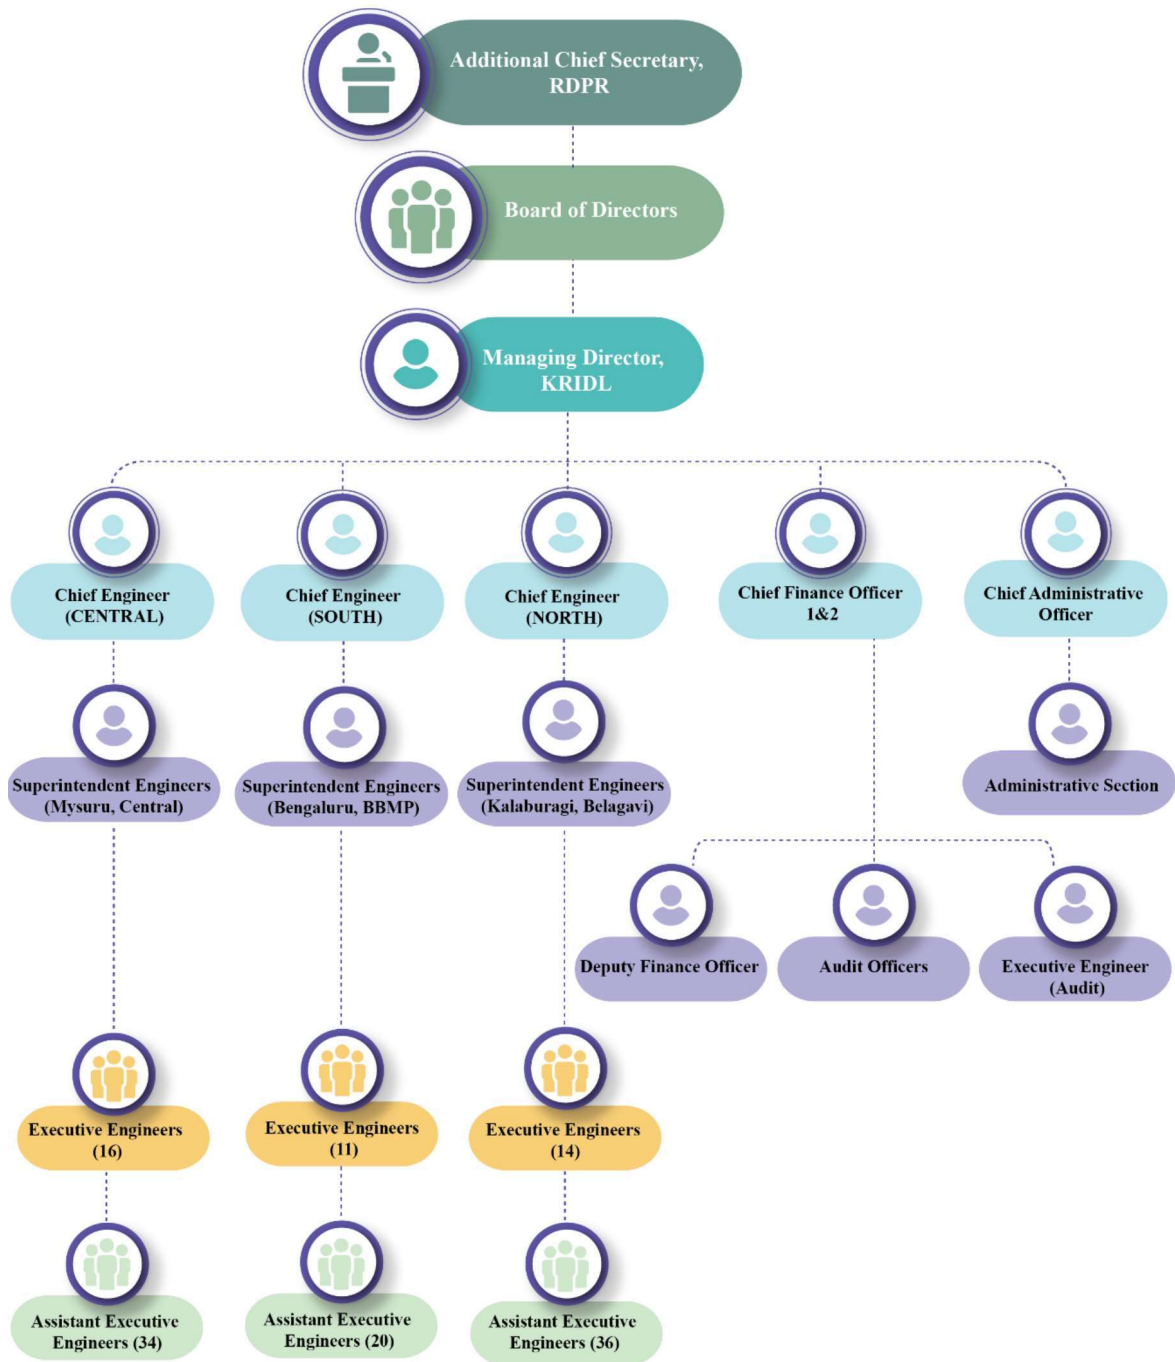 Additional Chief Secretary,
RDPR
Board of Directors
Managing Director,
KRIDL
Chief Engineer
(CENTRAL)
Chief Engineer
(SOUTH)
Chief Engineer
(NORTH)
Chief Finance Officer
1&2
Chief Administrative
Officer
Superintendent Engineers
(Mysuru, Central)
Superintendent Engineers
(Bengaluru, BBMP)
Superintendent Engineers
(Kalaburagi, Belagavi)
Administrative Section
Deputy Finance Officer
Audit Officers
Executive Engineer
(Audit)
Executive Engineers
(16)
Executive Engineers
(11)
Executive Engineers
(14)
Assistant Executive
Engineers (34)
Assistant Executive
Engineers (20)
Assistant Executive
Engineers (36)